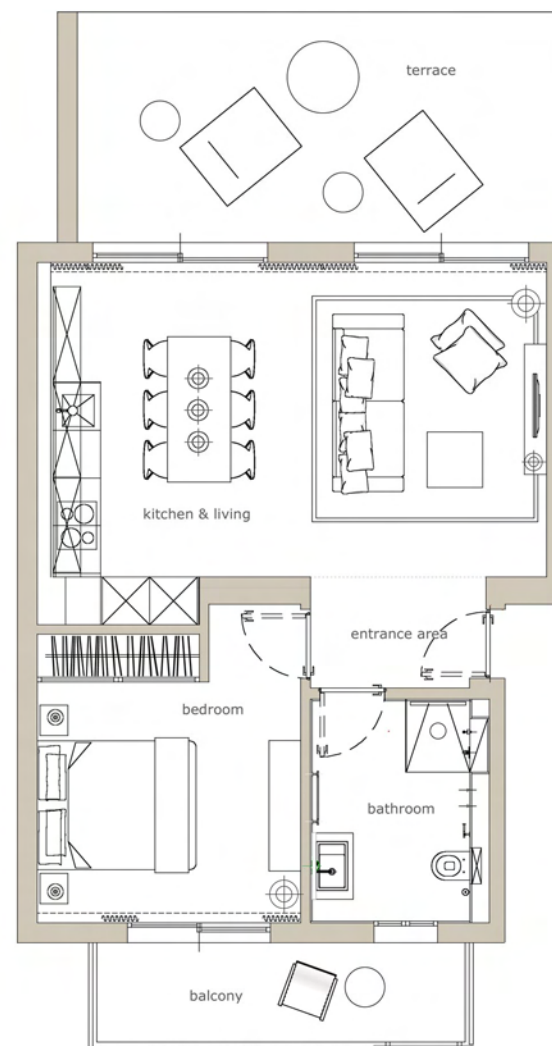 terrace
kitchen & living
entrance area
bedroom
bathroom
balcony